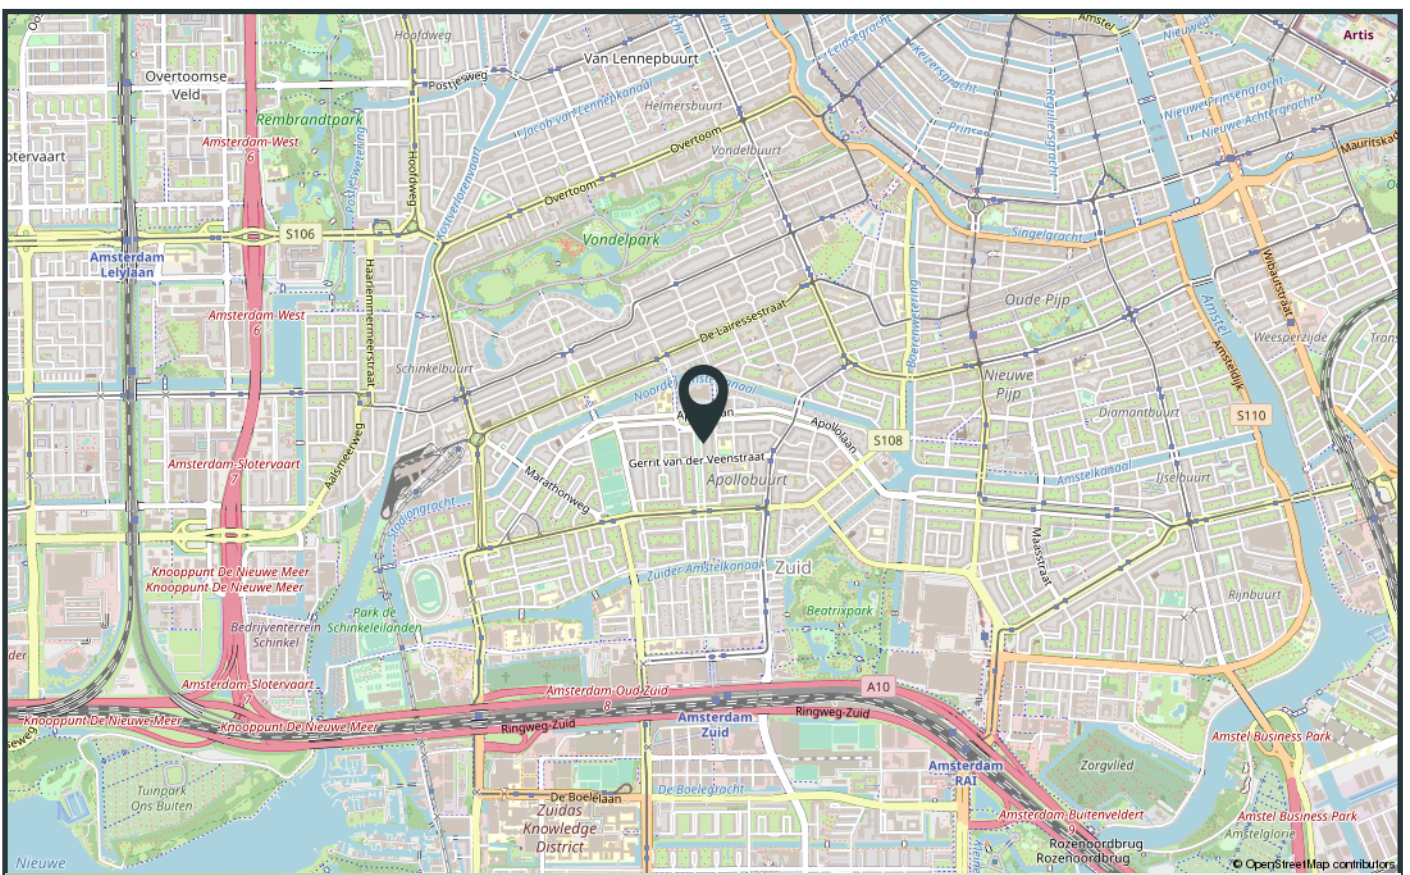 Hoofdweg
Amstel
Artis
Van Lennepbuurt
Leidsegracht
Keizersgracht
Overtoomse
Veld
Postjesweg
Helmersbuurt
Jacob van Lennepkanaal
Reguliersgracht
Nieuwe Prinsengracht
Nieuwe Achtergracht
Rembrandtpark
Amsterdam-West
6
Postjeswetering
Overtoom
Vondelbuurt
otervaart
Hoofdweg
Kostverlorenvaart
Overtoom
S106
Vondelpark
Singelgracht
Amsterdam
Lelylaan
Haarlemmermeerstraat
Wibautstraat
Amsterdam-West
6
De Lairessestraat
Boerenwetering
Oude Pijp
Amstel
Weesperzijde
Schinkelbuurt
Nieuwe
Pijp
Amsteldijk
Diamantbuurt
S110
Apollolaan
S108
Aalsmeerweg
Amsterdam-Slotervaart
7
Marathonweg
Gerrit van der Veenstraat
Apollobuurt
Amstelkanaal
IJselbuurt
Stadiongracht
Maasstraat
Knooppunt De Nieuwe Meer
Knooppunt De Nieuwe Meer
Zuider Amstelkanaal
Zuid
Rijnbuurt
Park de
Schinkeleilanden
Bedrijventerrein
Schinkel
Beatrixpark
der
Amsterdam-Slotervaart
7
Amsterdam-Oud Zuid
8
A10
Knooppunt De Nieuwe Meer
Knooppunt De Nieuwe Meer
Ringweg-Zuid
Amsterdam
Zuid
Ringweg-Zuid
Amstel Business Park
Amsterdam
RAI
Zorgvlied
Tuinpark
Ons Buiten
De Boelelaan
De Boelegracht
Zuidas
Knowledge
District
Amsterdam-Buitenveldert
9
Amstel Business Park
Amstelglorie
Rozenoordbrug
Rozenoordbrug
Nieuwe
© OpenStreetMap contributors